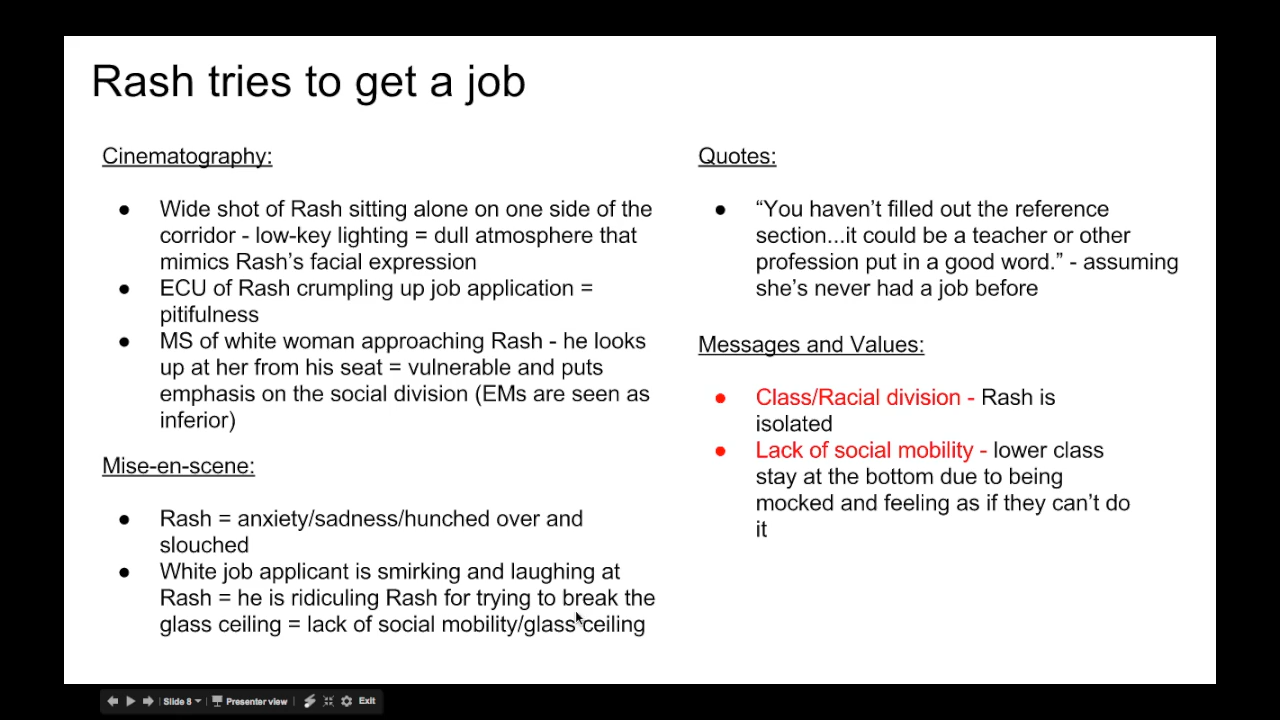 Rash tries to get a job
Cinematography:
● Wide shot of Rash sitting alone on one side of the
corridor - low-key lighting = dull atmosphere that
mimics Rash’s facial expression
● ECU of Rash crumpling up job application =
pitifulness
● MS of white woman approaching Rash - he looks
up at her from his seat = vulnerable and puts
emphasis on the social division (EMs are seen as
inferior)
Mise-en-scene:
● Rash = anxiety/sadness/hunched over and
slouched
● White job applicant is smirking and laughing at
Rash = he is ridiculing Rash for trying to break the
glass ceiling = lack of social mobility/glass ceiling
Quotes:
● “You haven’t filled out the reference
section...it could be a teacher or other
profession put in a good word.” - assuming
she’s never had a job before
Messages and Values:
● Class/Racial division - Rash is
isolated
● Lack of social mobility - lower class
stay at the bottom due to being
mocked and feeling as if they can’t do
it
Slide 8
Presenter view
Exit